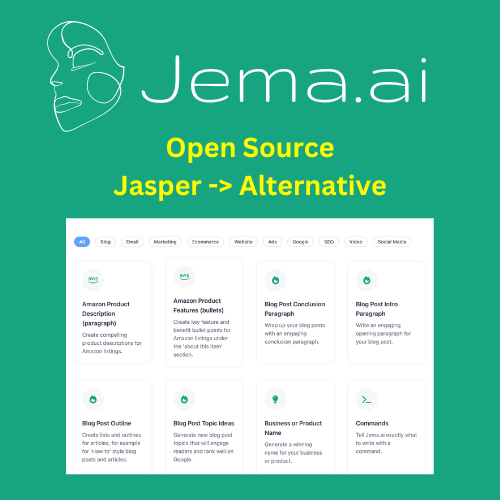 Jema.ai
Open Source
Jasper -> Alternative
All Blog Email Marketing Ecommerce Website Ads Google SEO Video Social Media
aws
Amazon Product
Description
(paragraph)
Create compelling
product descriptions for
Amazon listings.
aws
Amazon Product
Features (bullets)
Create key feature and
benefit bullet points for
Amazon listings under
the 'about this item'
section.
Blog Post Conclusion
Paragraph
Wrap up your blog posts
with an engaging
conclusion paragraph.
Blog Post Intro
Paragraph
Write an engaging
opening paragraph for
your blog post.
Blog Post Outline
Create lists and outlines
for articles, for example
for 'How to' style blog
posts and articles.
Blog Post Topic Ideas
Generate new blog post
topics that will engage
readers and rank well on
Google.
Business or Product
Name
Generate a winning
name for your business
or product.
Commands
Tell Jema.ai exactly what
to write with a
command.